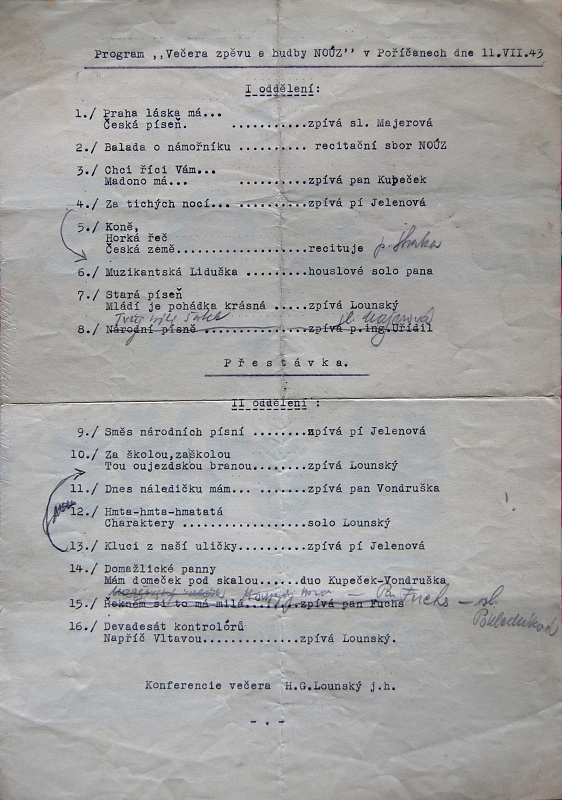 Program ,,Večera zpěvu a hudby NOÚZ" v Poříčanech dne 11.VII.43
I oddělení:
1./ Praha láska má...
Česká píseň. ..........zpívá sl. Majerová
2./ Balada o námořníku ......... recitační sbor NOÚZ
3./ Chci říci Vám...
Madono má... .........zpívá pan Kupeček
4./ Za tichých nocí... .........zpívá pí Jelenová
5./ Koně,
Horká řeč
Česká země.................recituje p.
6./ Muzikantská Liduška .........houslové solo pana
7./ Stará píseň
Mládí je pohádka krásná .....zpívá Lounský
sl. Majerová
8./ Národní písně ..............zpívá p.ing.Uřidil
Přestávka.
II oddělení :
9./ Směs národních písní .......zpívá pí Jelenová
10./ Za školou,zaškolou
Tou oujezdskou branou.......zpívá Lounský
11./ Dnes náledičku mám... ......zpívá pan Vondruška
12./ Hmta-hmta-hmatatá
Charaktery ................solo Lounský
13./ Kluci z naší uličky.........zpívá pí Jelenová
14./ Domažlické panny
Mám domeček pod skalou......duo Kupeček-Vondruška
— Fuchs — sl.
15./ Řekněm si to má milá.......zpívá pan Fuchs
16./ Devadesát kontrolórů
Napříč Vltavou..............zpívá Lounský.
Konferencie večera H.G.Lounský j.h.
- . -